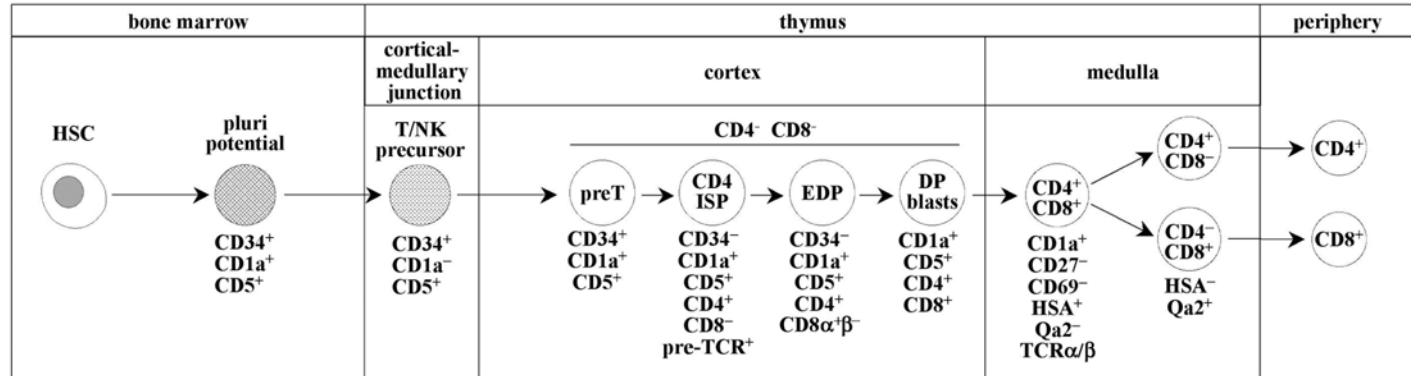 bone marrow
thymus
periphery
cortical-
medullary
junction
cortex
medulla
HSC
pluri
potential
CD34⁺
CD1a⁺
CD5⁺
T/NK
precursor
CD34⁺
CD1a⁻
CD5⁺
CD4⁻ CD8⁻
preT
CD34⁺
CD1a⁺
CD5⁺
CD4
ISP
CD34⁻
CD1a⁺
CD5⁺
CD4⁺
CD8⁻
pre-TCR⁺
EDP
CD34⁻
CD1a⁺
CD5⁺
CD4⁺
CD8α⁺β⁻
DP
blasts
CD1a⁺
CD5⁺
CD4⁺
CD8⁺
CD4⁺
CD8⁺
CD1a⁺
CD27⁻
CD69⁻
HSA⁺
Qa2⁻
TCRα/β
CD4⁺
CD8⁻
CD4⁻
CD8⁺
HSA⁻
Qa2⁺
CD4⁺
CD8⁺